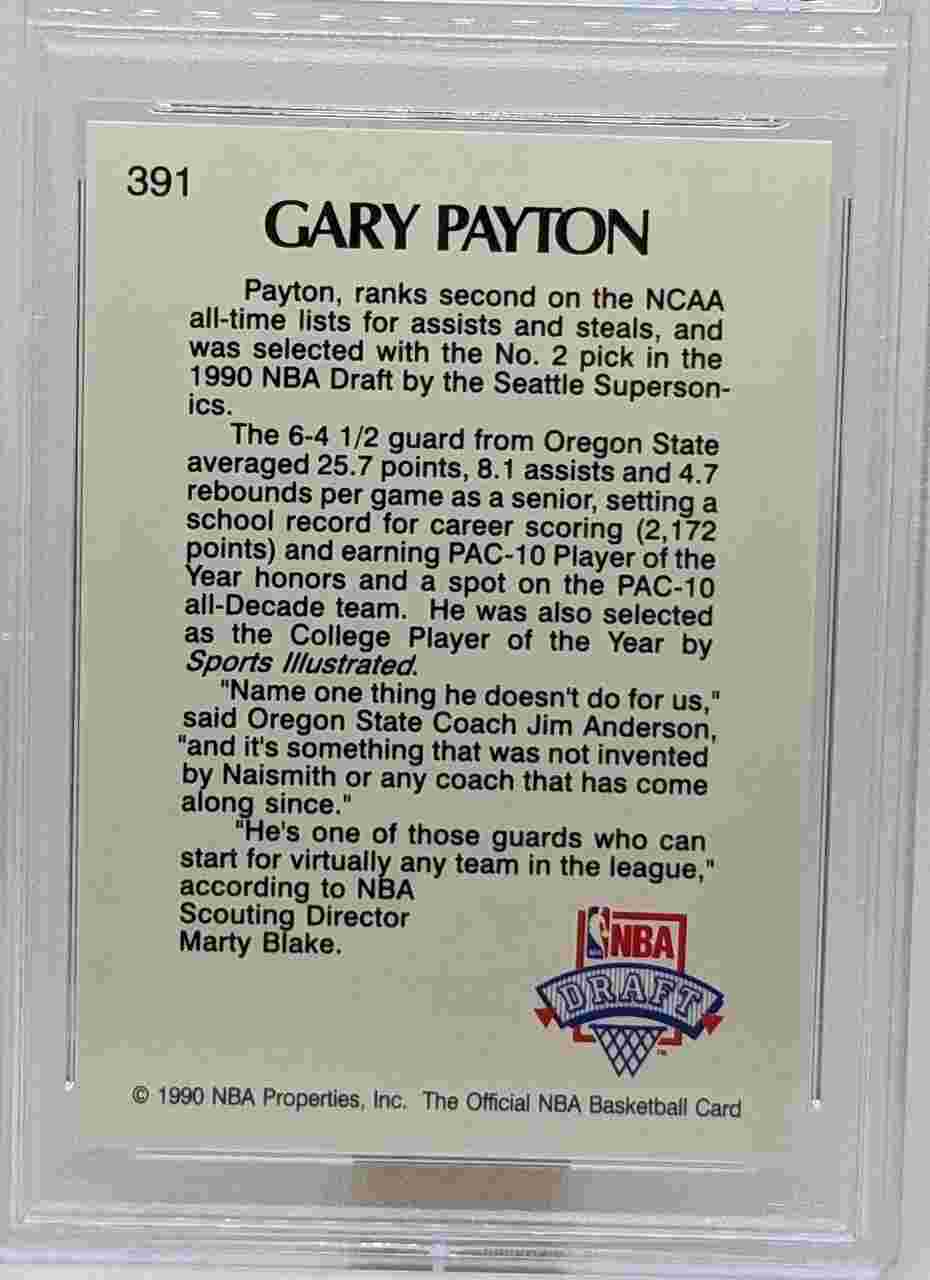 391
GARY PAYTON
Payton, ranks second on the NCAA
all-time lists for assists and steals, and
was selected with the No. 2 pick in the
1990 NBA Draft by the Seattle Superson-
ics.
The 6-4 1/2 guard from Oregon State
averaged 25.7 points, 8.1 assists and 4.7
rebounds per game as a senior, setting a
school record for career scoring (2,172
points) and earning PAC-10 Player of the
Year honors and a spot on the PAC-10
all-Decade team. He was also selected
as the College Player of the Year by
Sports Illustrated.
"Name one thing he doesn't do for us,"
said Oregon State Coach Jim Anderson,
"and it's something that was not invented
by Naismith or any coach that has come
along since."
"He's one of those guards who can
start for virtually any team in the league,"
according to NBA
Scouting Director
Marty Blake.
NBA
DRAFT
™
© 1990 NBA Properties, Inc. The Official NBA Basketball Card